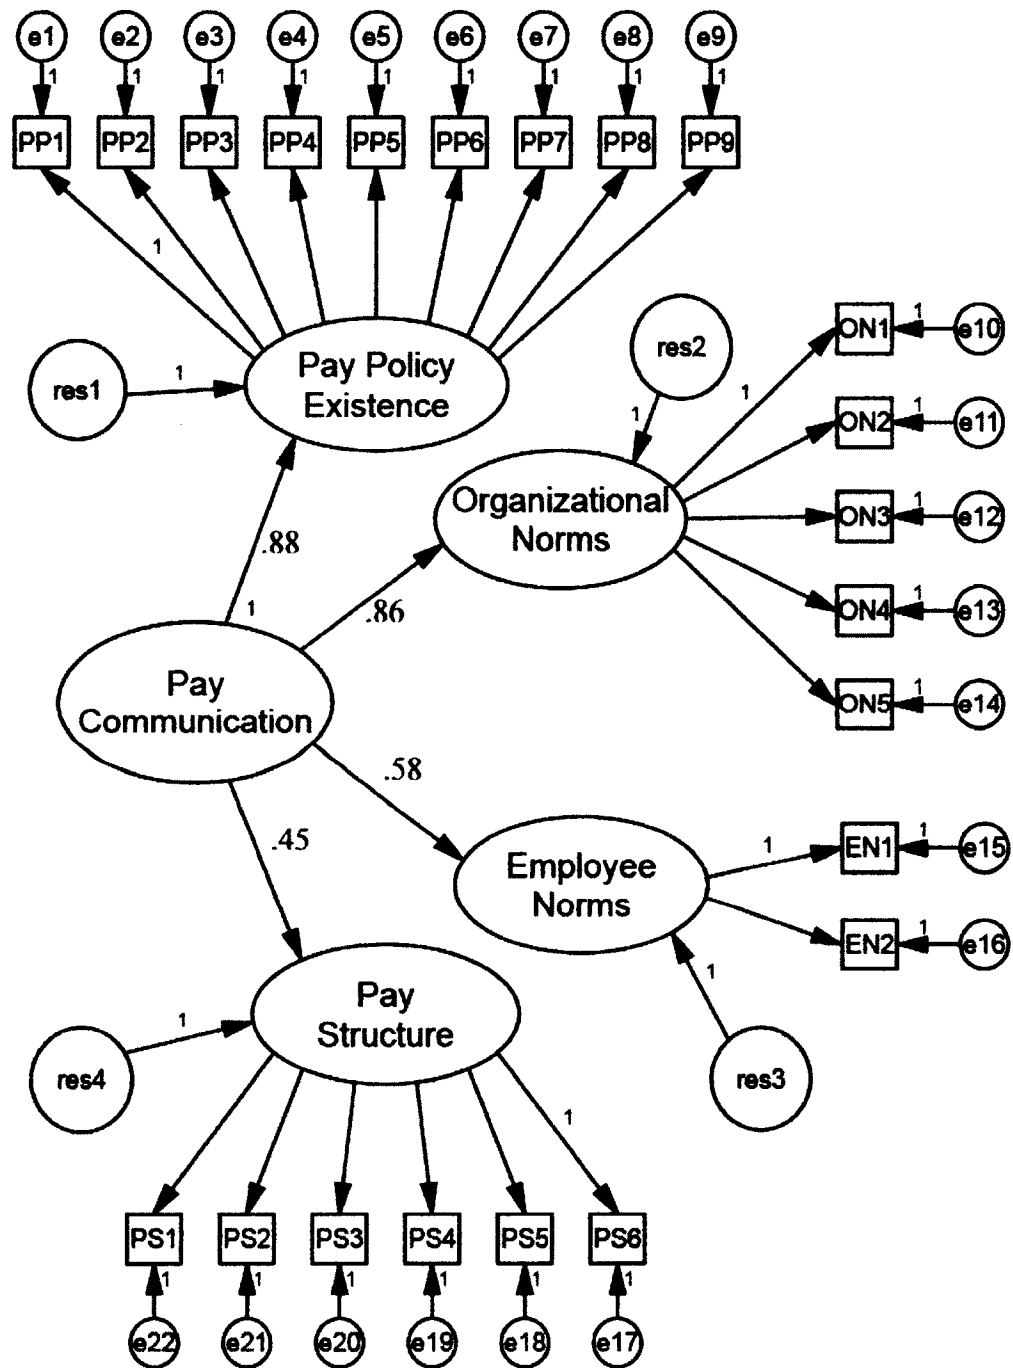 e1 e2 e3 e4 e5 e6 e7 e8 e9
1 1 1 1 1 1 1 1 1
PP1 PP2 PP3 PP4 PP5 PP6 PP7 PP8 PP9
1
res1
1
Pay Policy
Existence
res2
1
1
ON1
1
e10
ON2
1
e11
ON3
1
e12
ON4
1
e13
ON5
1
e14
Organizational
Norms
.88
1
.86
Pay
Communication
.58
.45
Employee
Norms
1
EN1
1
e15
EN2
1
e16
1
res3
Pay
Structure
1
res4
1
PS1 PS2 PS3 PS4 PS5 PS6
1 1 1 1 1 1
e22 e21 e20 e19 e18 e17